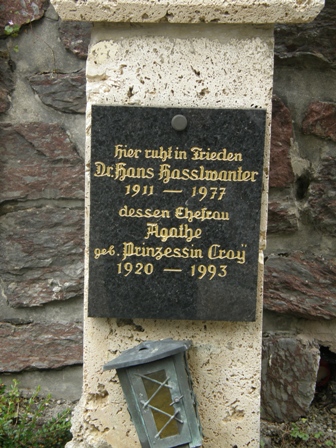 Hier ruht in Frieden
Dr. Hans Hasslwanter
1911 — 1977
dessen Ehefrau
Agathe
geb. Prinzessin Croÿ
1920 — 1993